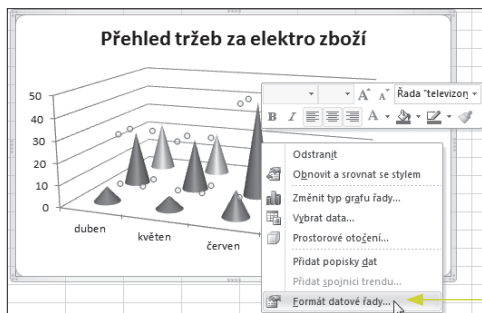 Přehled tržeb za elektro zboží
50
40
30
20
10
0
duben
květen
červen
A A Řada "televizory
B I A
Odstranit
Obnovit a srovnat se stylem
Změnit typ grafu řady...
Vybrat data...
Prostorové otočení...
Přidat popisky dat
Přidat spojnici trendu...
Formát datové řady...